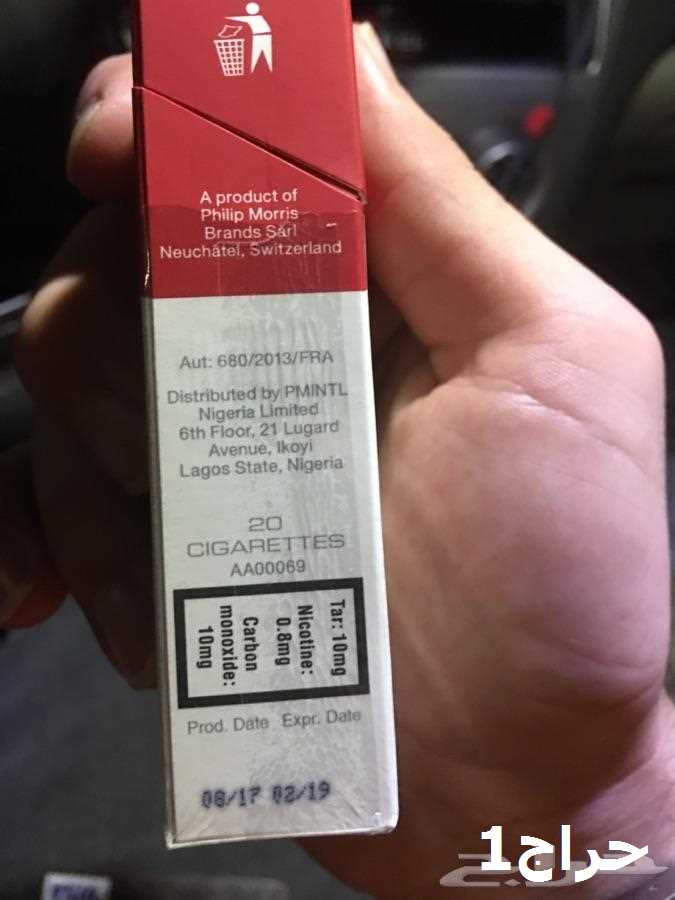 A product of
Philip Morris
Brands Sàrl
Neuchâtel, Switzerland
Aut: 680/2013/FRA
Distributed by PMINTL
Nigeria Limited
6th Floor, 21 Lugard
Avenue, Ikoyi
Lagos State, Nigeria
20
CIGARETTES
AA00069
Tar: 10mg
Nicotine:
0.8mg
Carbon
monoxide:
10mg
Prod. Date Expr. Date
08/17 02/19
حراج1